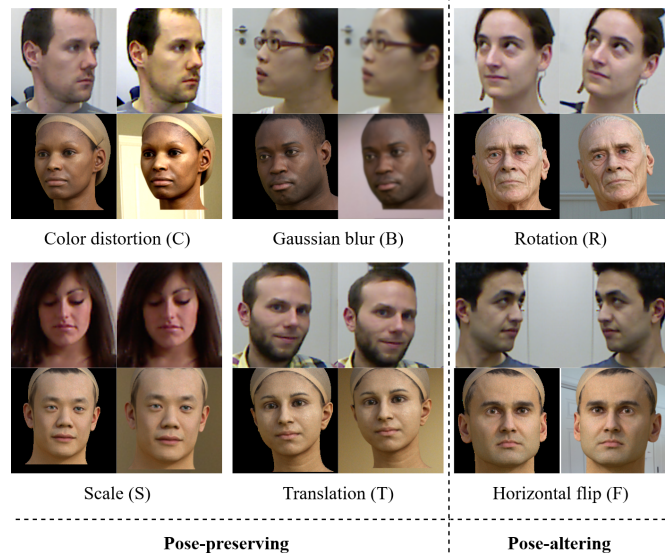 Color distortion (C)
Gaussian blur (B)
Rotation (R)
Scale (S)
Translation (T)
Horizontal flip (F)
Pose-preserving
Pose-altering